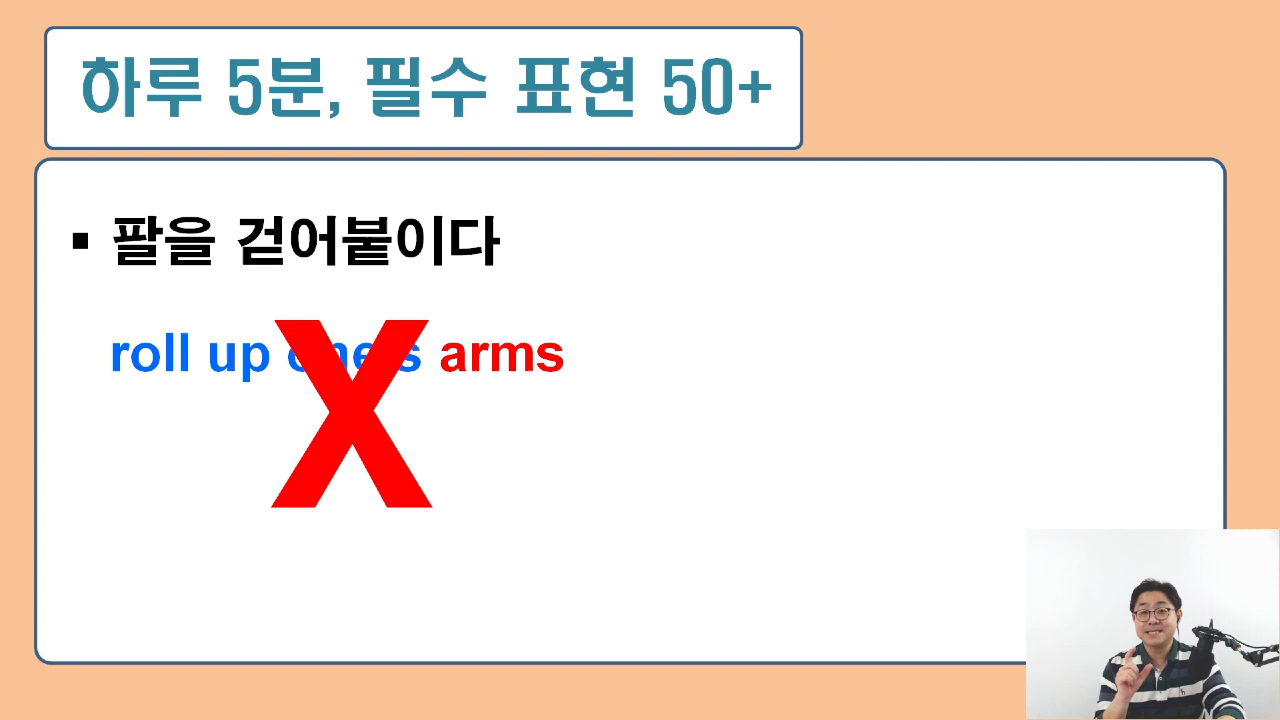 하루 5분, 필수 표현 50+
▪ 팔을 걷어붙이다
roll up one's arms
X